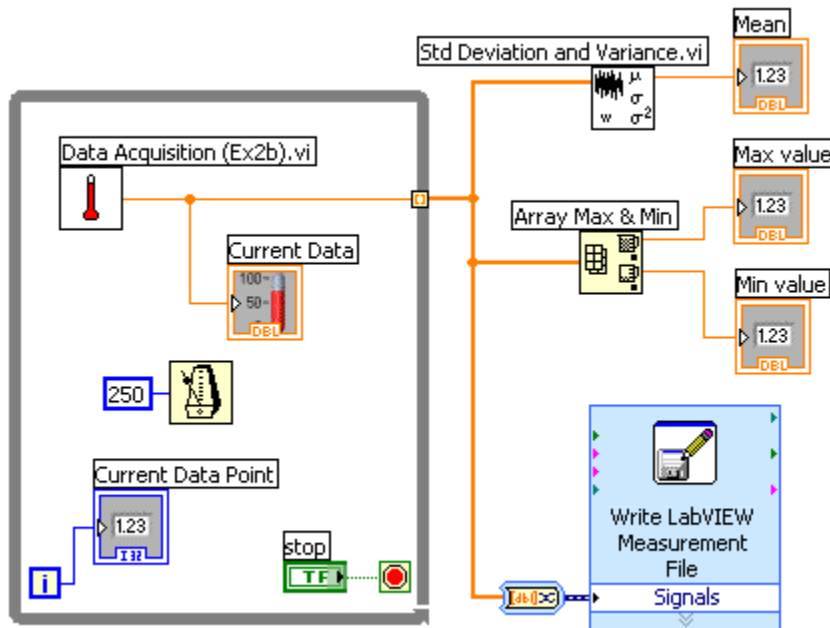 Mean
Std Deviation and Variance.vi
μ
σ
w σ²
1.23
DBL
Data Acquisition (Ex2b).vi
Max value
1.23
DBL
Array Max & Min
Current Data
100
50
DBL
Min value
1.23
DBL
250
Current Data Point
1.23
I32
i
stop
TF
Write LabVIEW
Measurement
File
Signals